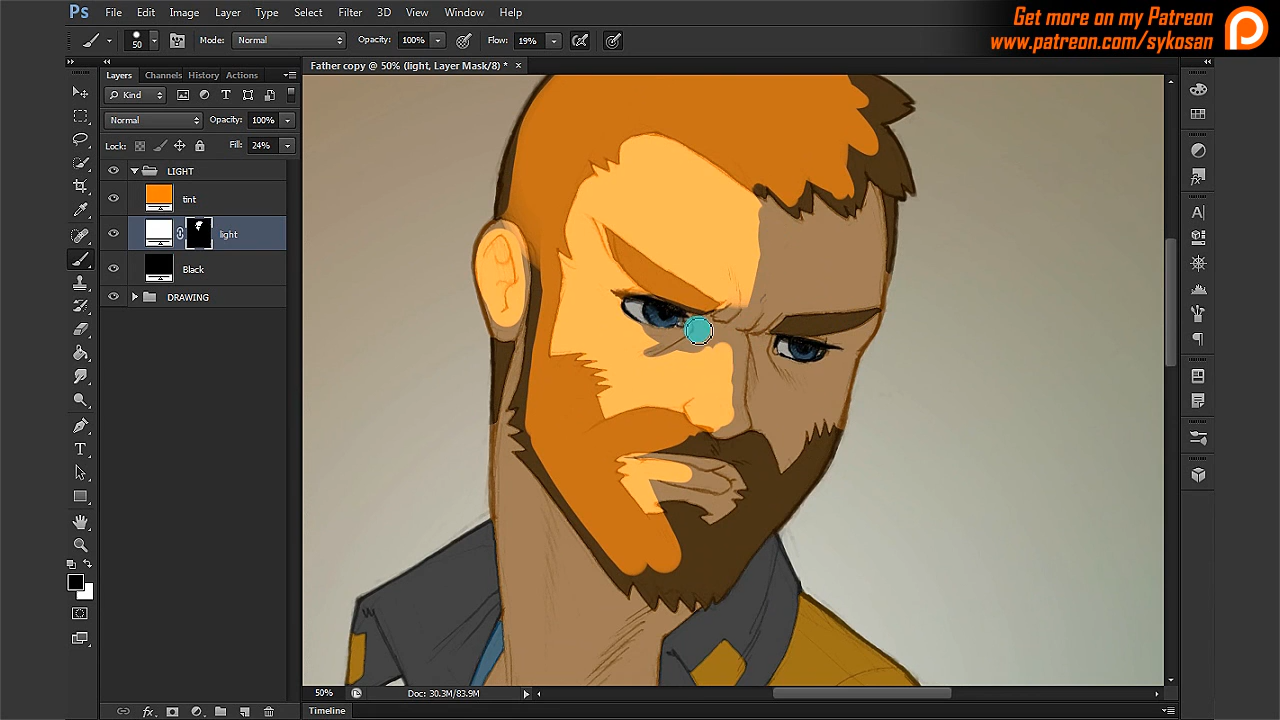 Get more on my Patreon
www.patreon.com/sykosan
Ps File Edit Image Layer Type Select Filter 3D View Window Help
50 Mode: Normal Opacity: 100% Flow: 19%
Father copy @ 50% (light, Layer Mask/8) * ×
Layers Channels History Actions
Kind
Normal Opacity: 100%
Lock: Fill: 24%
LIGHT
tint
light
Black
DRAWING
50% Doc: 30.3M/83.9M
Timeline